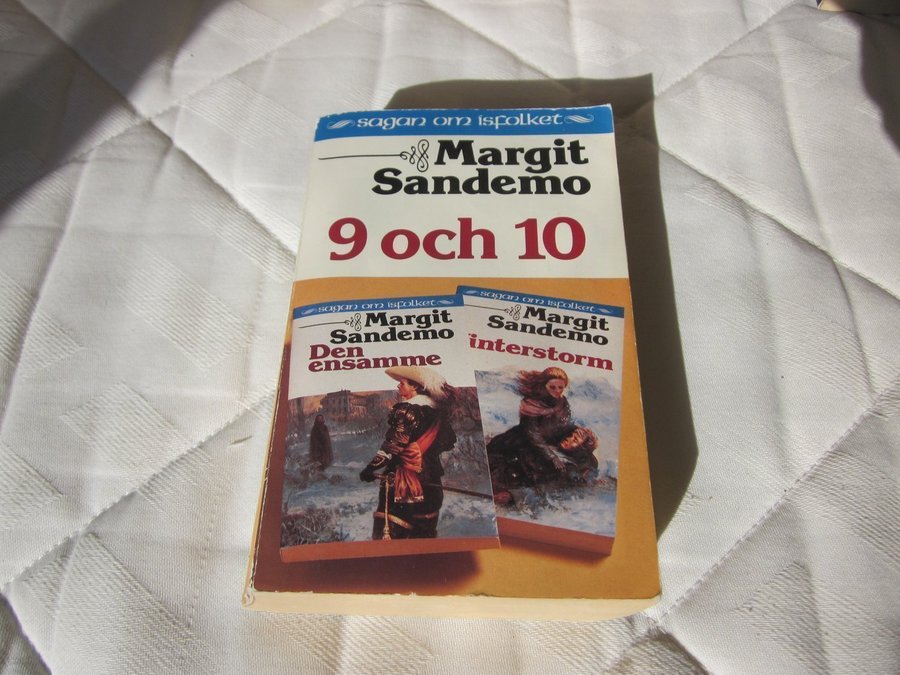 sagan om isfolket
Margit
Sandemo
9 och 10
sagan om isfolket
Margit
Sandemo
Den
ensamme
sagan om isfolket
Margit
Sandemo
interstorm